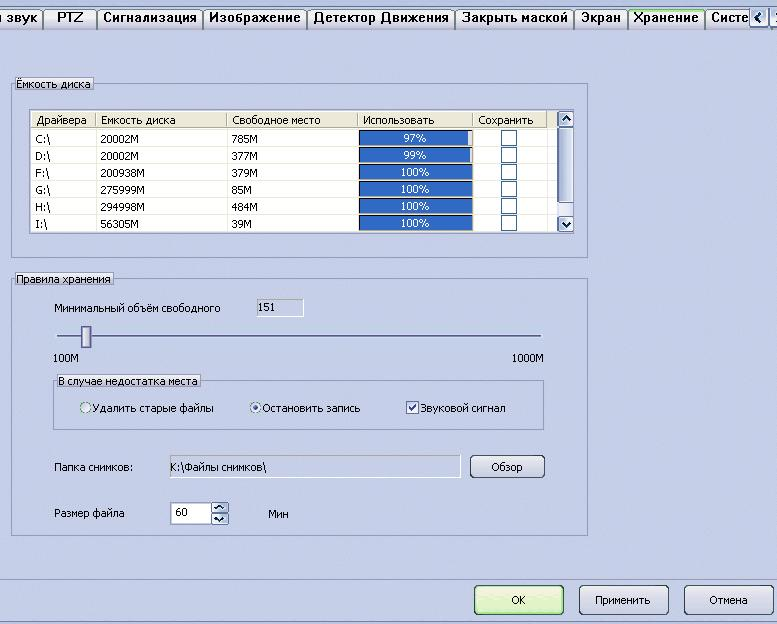 звук PTZ Сигнализация Изображение Детектор Движения Закрыть маской Экран Хранение Систе
Ёмкость диска
Драйвера Емкость диска Свободное место Использовать Сохранить
C:\ 20002M 785M 97%
D:\ 20002M 377M 99%
F:\ 200938M 379M 100%
G:\ 275999M 85M 100%
H:\ 294998M 484M 100%
I:\ 56305M 39M 100%
Правила хранения
Минимальный объём свободного 151
100M 1000M
В случае недостатка места
Удалить старые файлы Остановить запись Звуковой сигнал
Папка снимков: K:\Файлы снимков\ Обзор
Размер файла 60 Мин
OK Применить Отмена